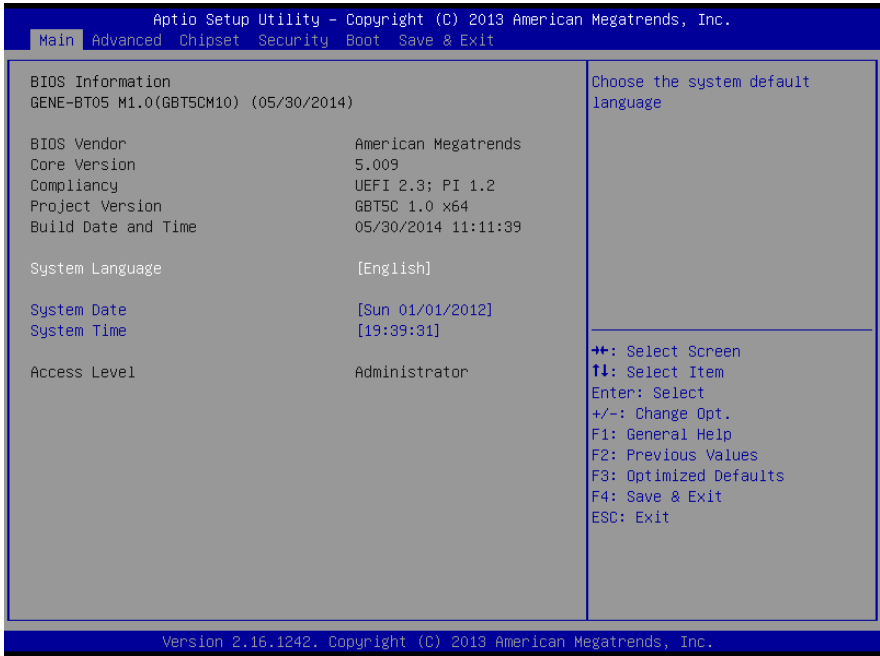 Aptio Setup Utility – Copyright (C) 2013 American Megatrends, Inc.
Main Advanced Chipset Security Boot Save & Exit
BIOS Information
GENE-BT05 M1.0(GBT5CM10) (05/30/2014)
BIOS Vendor American Megatrends
Core Version 5.009
Compliancy UEFI 2.3; PI 1.2
Project Version GBT5C 1.0 x64
Build Date and Time 05/30/2014 11:11:39
System Language [English]
System Date [Sun 01/01/2012]
System Time [19:39:31]
Access Level Administrator
Choose the system default
language
→←: Select Screen
↑↓: Select Item
Enter: Select
+/-: Change Opt.
F1: General Help
F2: Previous Values
F3: Optimized Defaults
F4: Save & Exit
ESC: Exit
Version 2.16.1242. Copyright (C) 2013 American Megatrends, Inc.